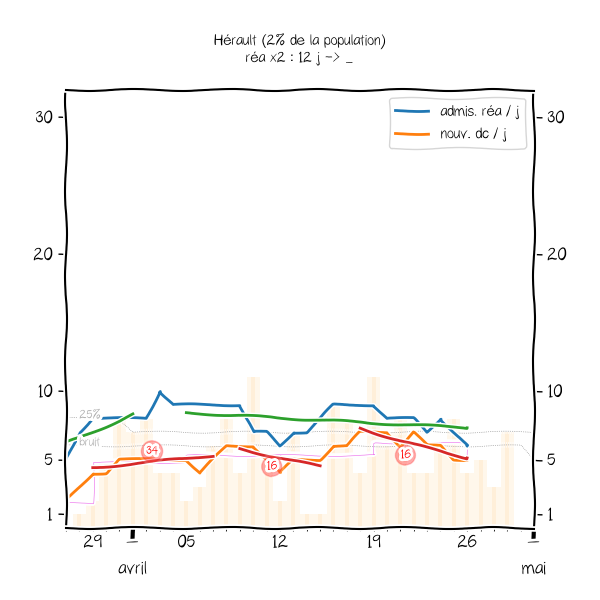 Hérault (2% de la population)
réa x2 : 12 j -> _
admis. réa / j
nouv. dc / j
30
30
20
20
10
10
25%
bruit
34
16
16
5
5
1
1
29
05
12
19
26
avril
mai